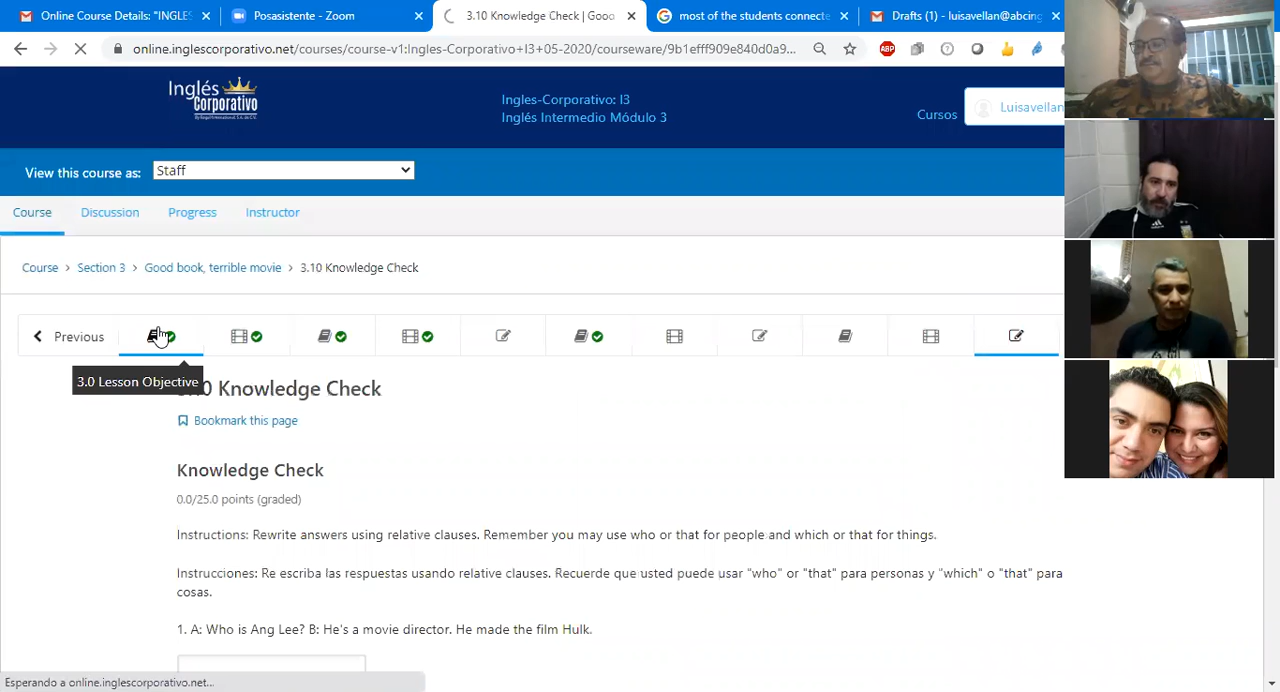 Online Course Details: "INGLES
Posasistente - Zoom
3.10 Knowledge Check | Good
most of the students connecte
Drafts (1) - luisavellan@abcing
online.inglescorporativo.net/courses/course-v1:Ingles-Corporativo+I3+05-2020/courseware/9b1efff909e840d0a9...
ABP
Inglés
Corporativo
Ingles-Corporativo: I3
Inglés Intermedio Módulo 3
Cursos
Luisavellan
View this course as:
Staff
Course
Discussion
Progress
Instructor
Course > Section 3 > Good book, terrible movie > 3.10 Knowledge Check
Previous
3.0 Lesson Objective
0 Knowledge Check
Bookmark this page
Knowledge Check
0.0/25.0 points (graded)
Instructions: Rewrite answers using relative clauses. Remember you may use who or that for people and which or that for things.
Instrucciones: Re escriba las respuestas usando relative clauses. Recuerde que usted puede usar "who" or "that" para personas y "which" o "that" para
cosas.
1. A: Who is Ang Lee? B: He's a movie director. He made the film Hulk.
Esperando a online.inglescorporativo.net...